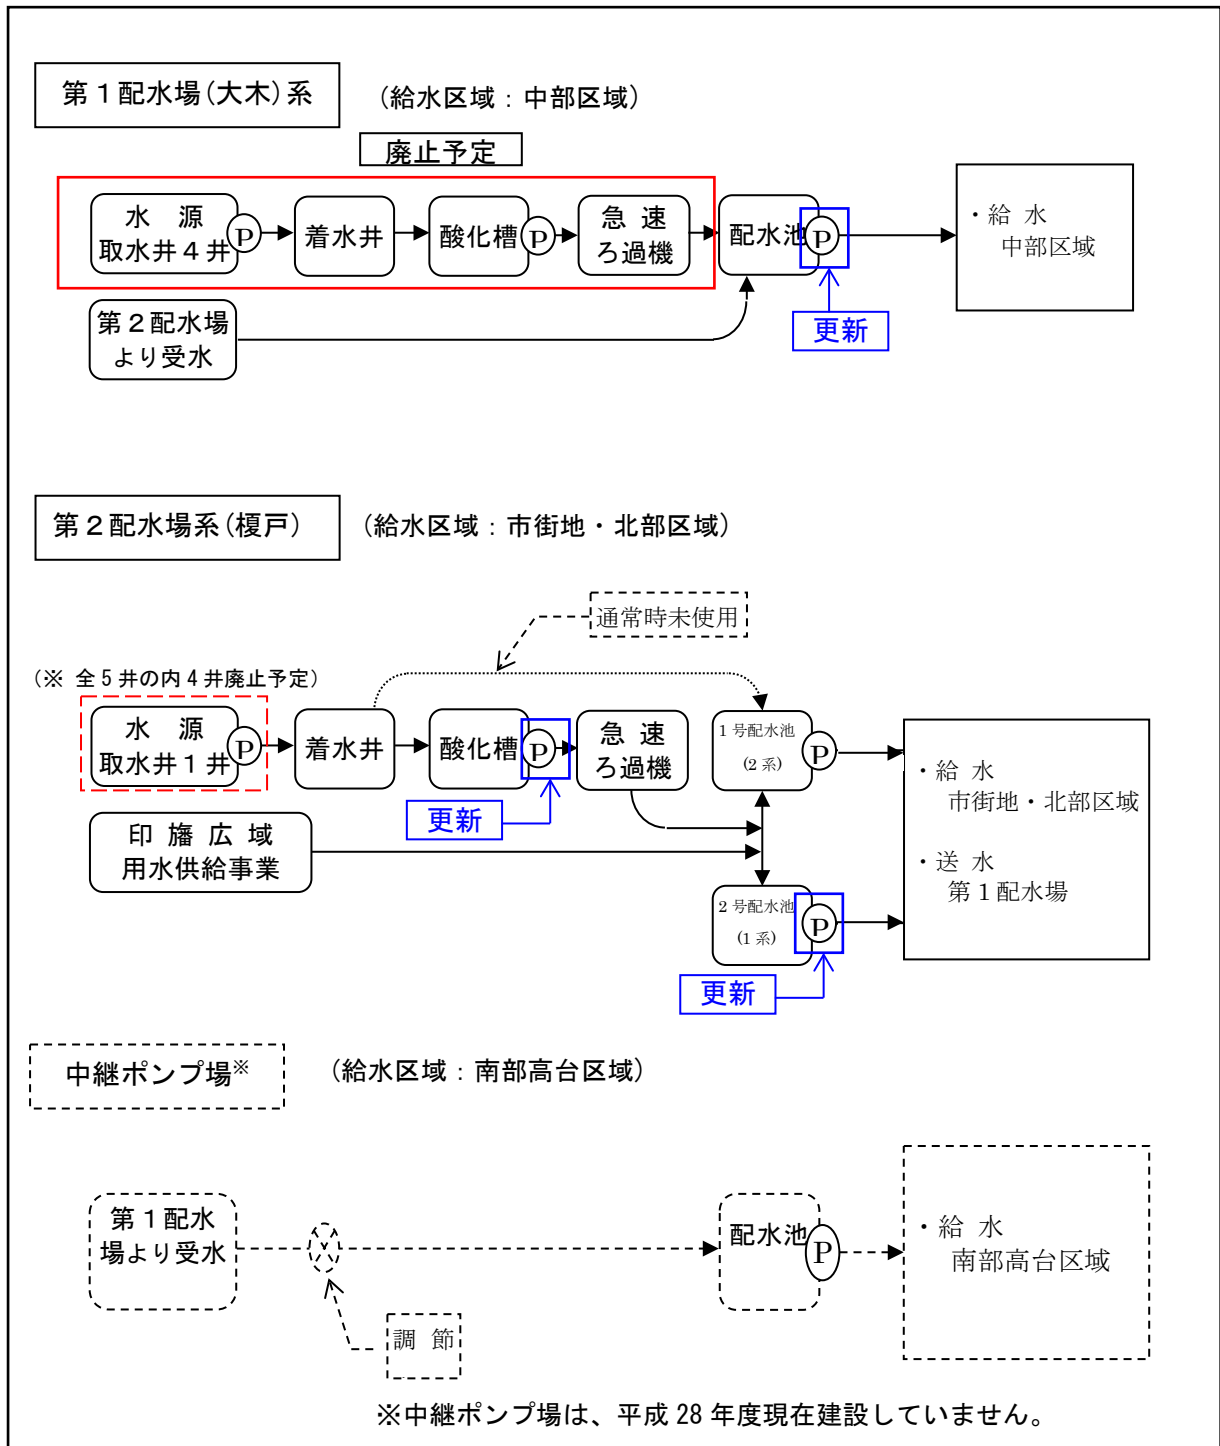 第1配水場(大木)系
(給水区域：中部区域)
廃止予定
水 源
取水井4井
P
着水井
酸化槽
P
急 速
ろ過機
配水池
P
・給 水
中部区域
更新
第2配水場
より受水
第2配水場系(榎戸)
(給水区域：市街地・北部区域)
通常時未使用
(※ 全5井の内4井廃止予定)
水 源
取水井1井
P
着水井
酸化槽
P
急 速
ろ過機
1号配水池
(2系)
P
・給 水
市街地・北部区域
・送 水
第1配水場
更新
印 旛 広 域
用水供給事業
2号配水池
(1系)
P
更新
中継ポンプ場※
(給水区域：南部高台区域)
第1配水
場より受水
配水池
P
・給 水
南部高台区域
調 節
※中継ポンプ場は、平成28年度現在建設していません。